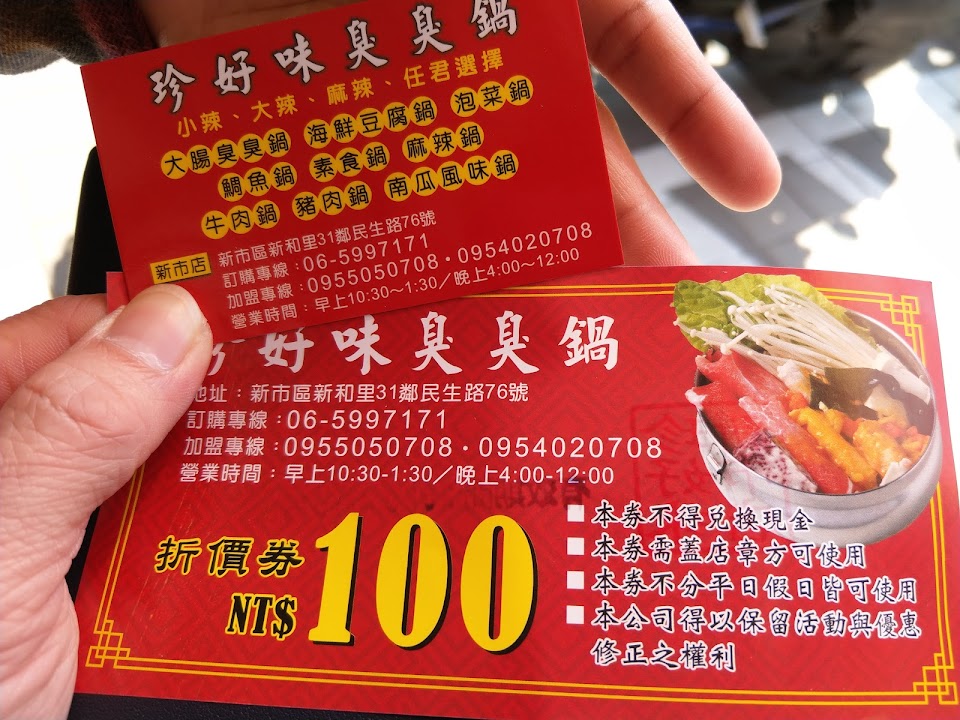 珍好味臭臭鍋
小辣、大辣、麻辣、任君選擇
大腸臭臭鍋 海鮮豆腐鍋 泡菜鍋
鯛魚鍋 素食鍋 麻辣鍋
牛肉鍋 豬肉鍋 南瓜風味鍋
新市店
新市區新和里31鄰民生路76號
訂購專線：06-5997171
加盟專線：0955050708・0954020708
營業時間：早上10:30～1:30／晚上4:00～12:00
好味臭臭鍋
地址：新市區新和里31鄰民生路76號
訂購專線：06-5997171
加盟專線：0955050708・0954020708
營業時間：早上10:30-1:30／晚上4:00-12:00
折價券
NT$ 100
■本券不得兌換現金
■本券需蓋店章方可使用
■本券不分平日假日皆可使用
■本公司得以保留活動與優惠
修正之權利